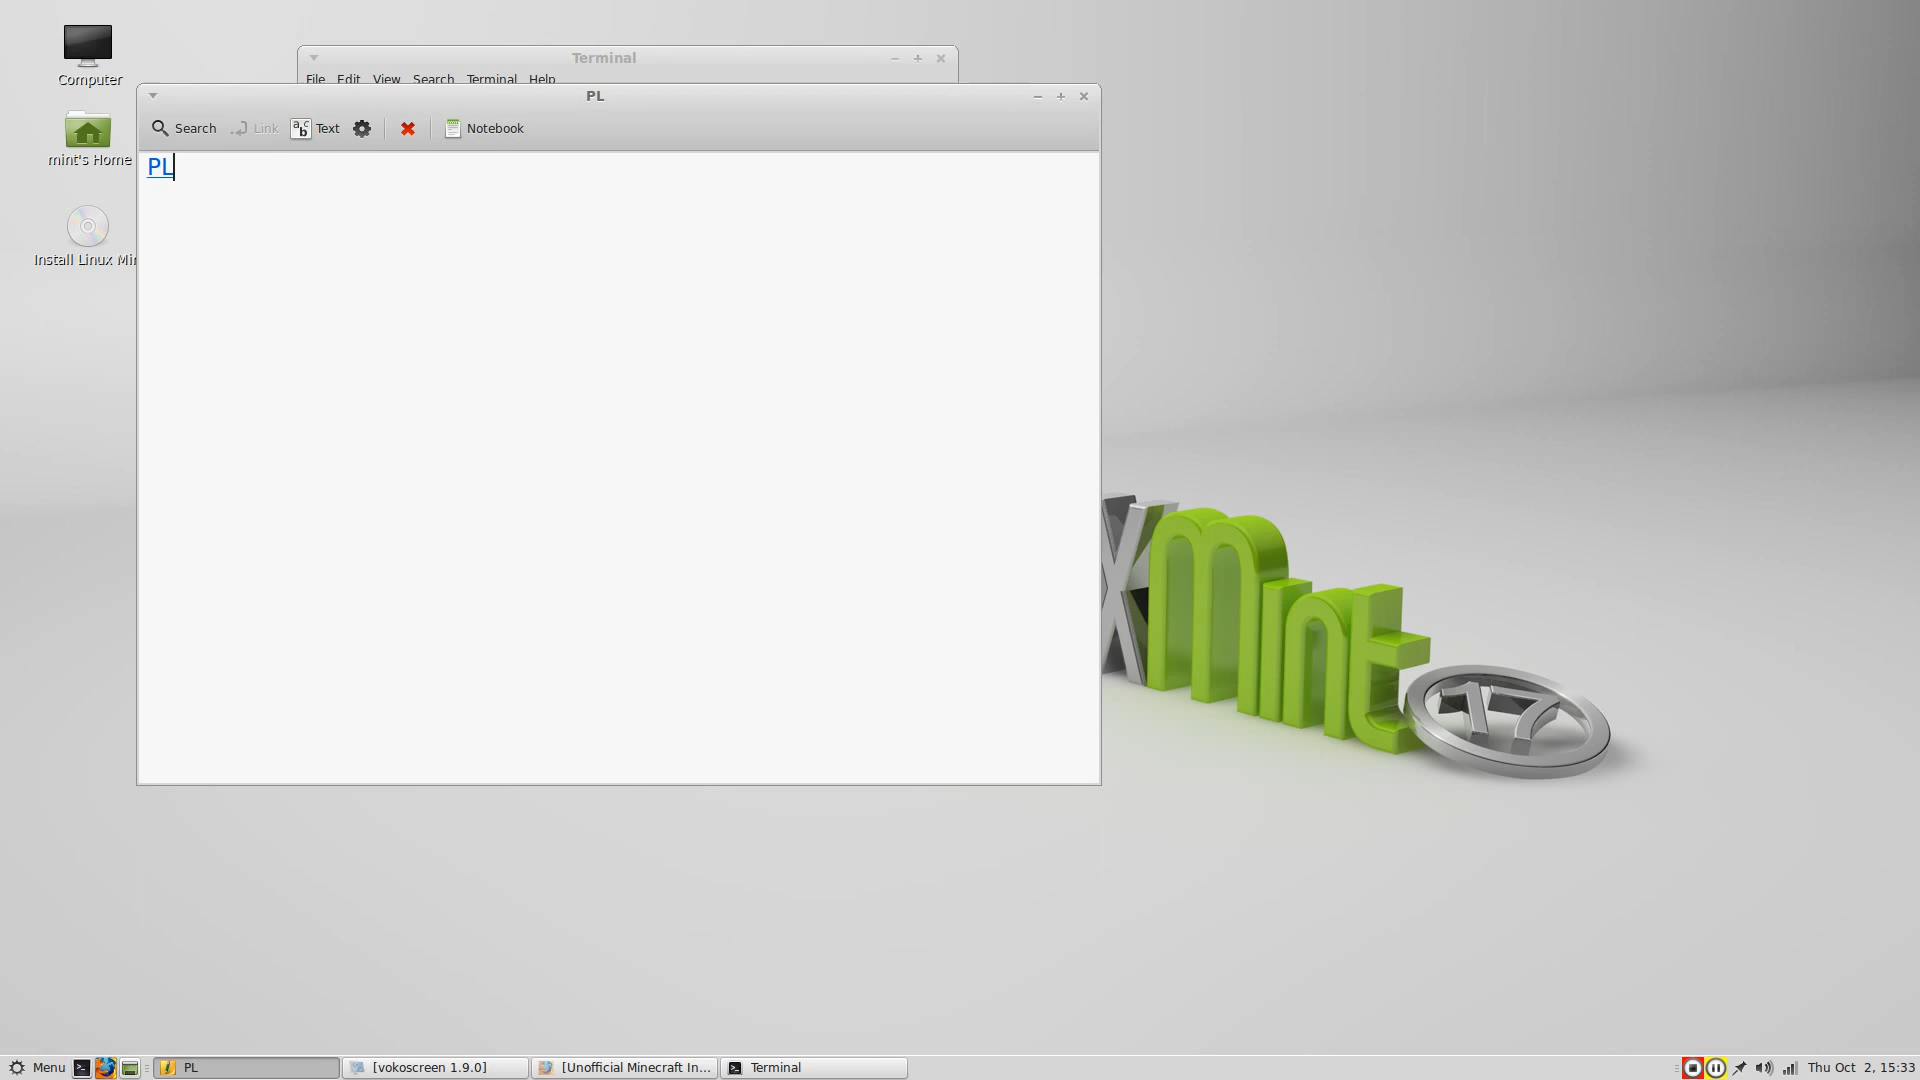 Computer
mint's Home
Install Linux Min
Terminal
File Edit View Search Terminal Help
PL
Search Link Text Notebook
PL
x mint 17
Menu PL [vokoscreen 1.9.0] [Unofficial Minecraft In... Terminal Thu Oct 2, 15:33